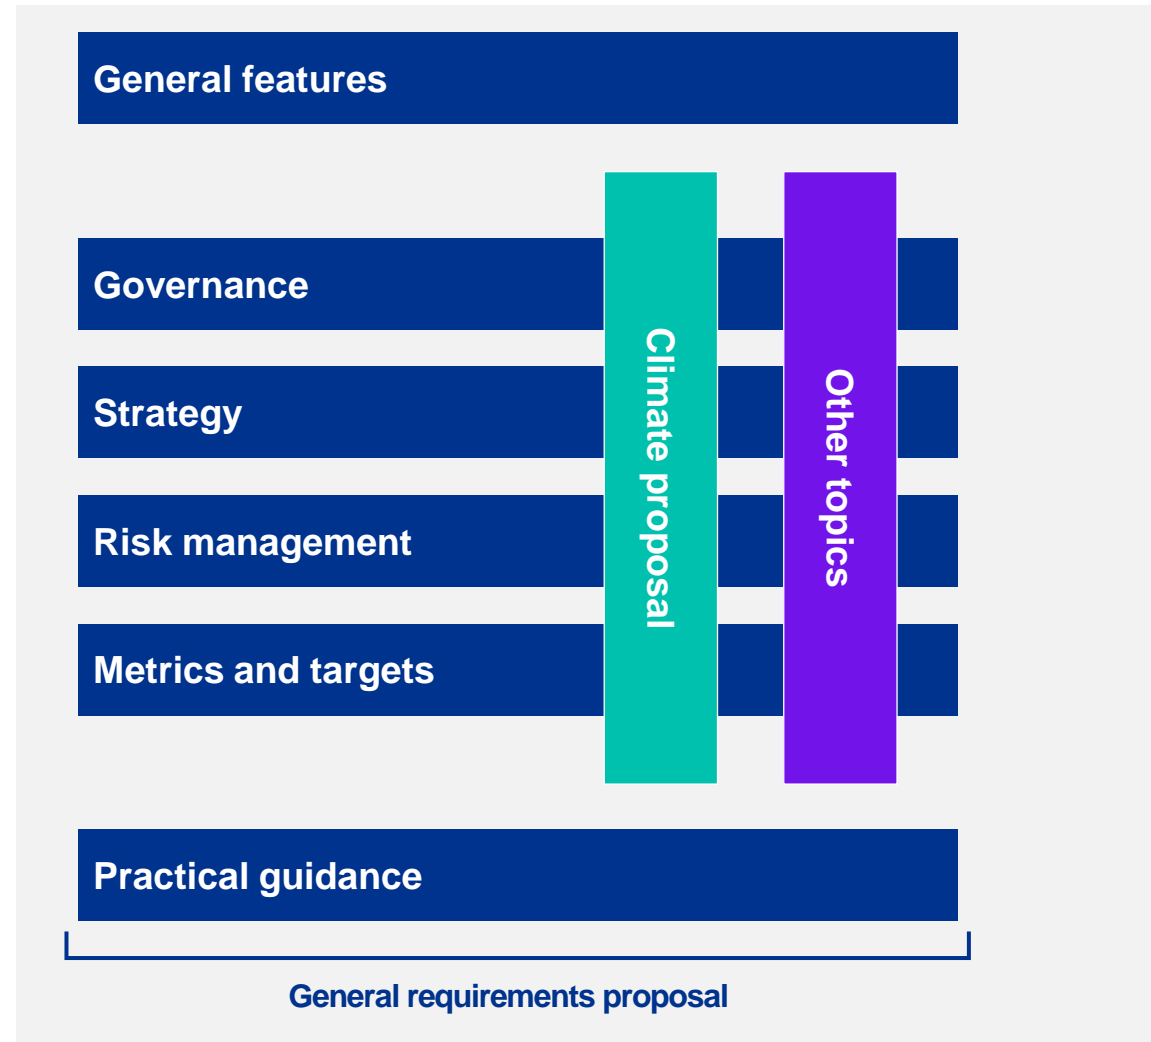 General features
Governance
Strategy
Risk management
Metrics and targets
Climate proposal
Other topics
Practical guidance
General requirements proposal